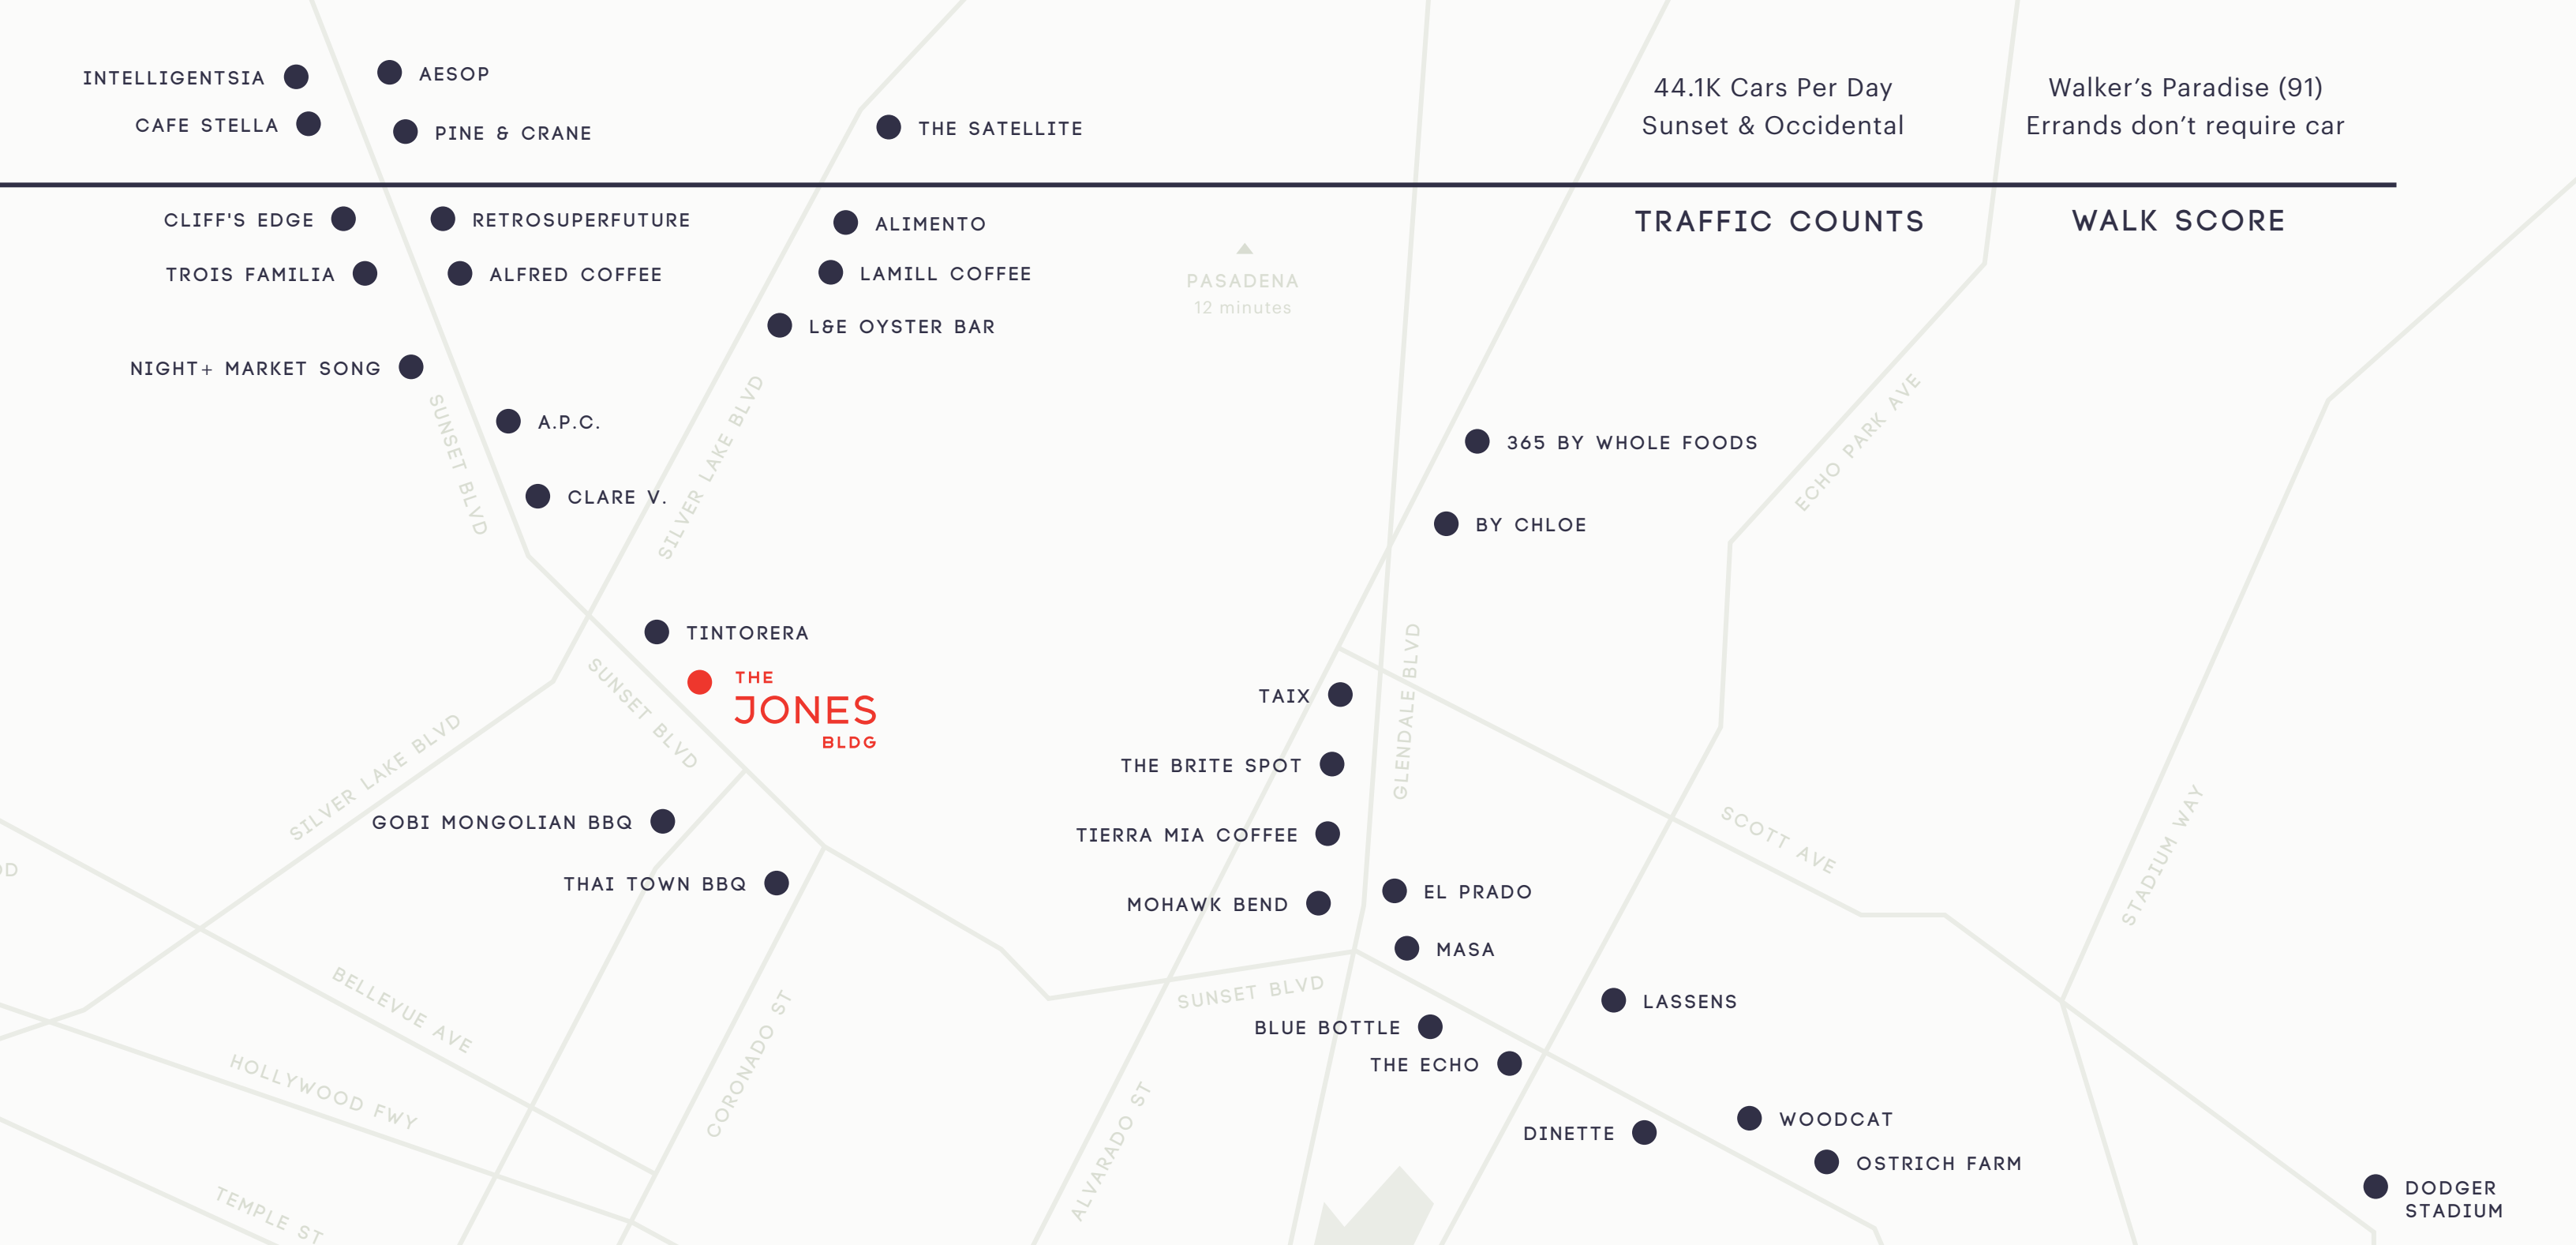 INTELLIGENTSIA
AESOP
44.1K Cars Per Day
Walker’s Paradise (91)
CAFE STELLA
PINE & CRANE
THE SATELLITE
Sunset & Occidental
Errands don’t require car
CLIFF'S EDGE
RETROSUPERFUTURE
ALIMENTO
TRAFFIC COUNTS
WALK SCORE
TROIS FAMILIA
ALFRED COFFEE
LAMILL COFFEE
PASADENA
12 minutes
L&E OYSTER BAR
NIGHT+ MARKET SONG
SUNSET BLVD
A.P.C.
SILVER LAKE BLVD
365 BY WHOLE FOODS
ECHO PARK AVE
CLARE V.
BY CHLOE
TINTORERA
THE
JONES
BLDG
SUNSET BLVD
TAIX
GLENDALE BLVD
SILVER LAKE BLVD
THE BRITE SPOT
GOBI MONGOLIAN BBQ
TIERRA MIA COFFEE
SCOTT AVE
STADIUM WAY
THAI TOWN BBQ
MOHAWK BEND
EL PRADO
MASA
SUNSET BLVD
BELLEVUE AVE
LASSENS
BLUE BOTTLE
CORONADO ST
THE ECHO
HOLLYWOOD FWY
ALVARADO ST
DINETTE
WOODCAT
OSTRICH FARM
TEMPLE ST
DODGER
STADIUM